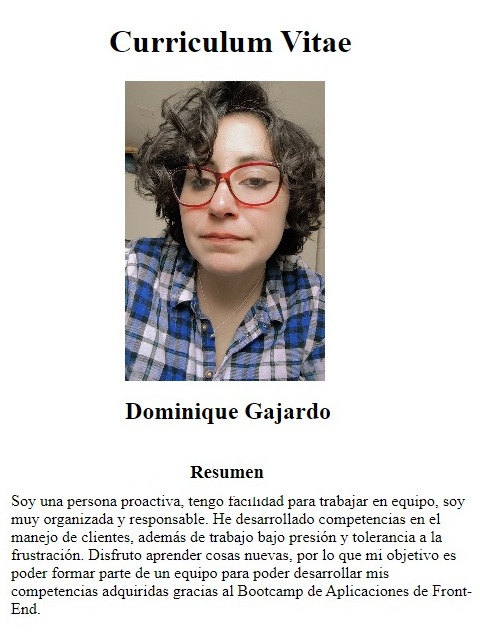 Curriculum Vitae
Dominique Gajardo
Resumen
Soy una persona proactiva, tengo facilidad para trabajar en equipo, soy
muy organizada y responsable. He desarrollado competencias en el
manejo de clientes, además de trabajo bajo presión y tolerancia a la
frustración. Disfruto aprender cosas nuevas, por lo que mi objetivo es
poder formar parte de un equipo para poder desarrollar mis
competencias adquiridas gracias al Bootcamp de Aplicaciones de Front-
End.